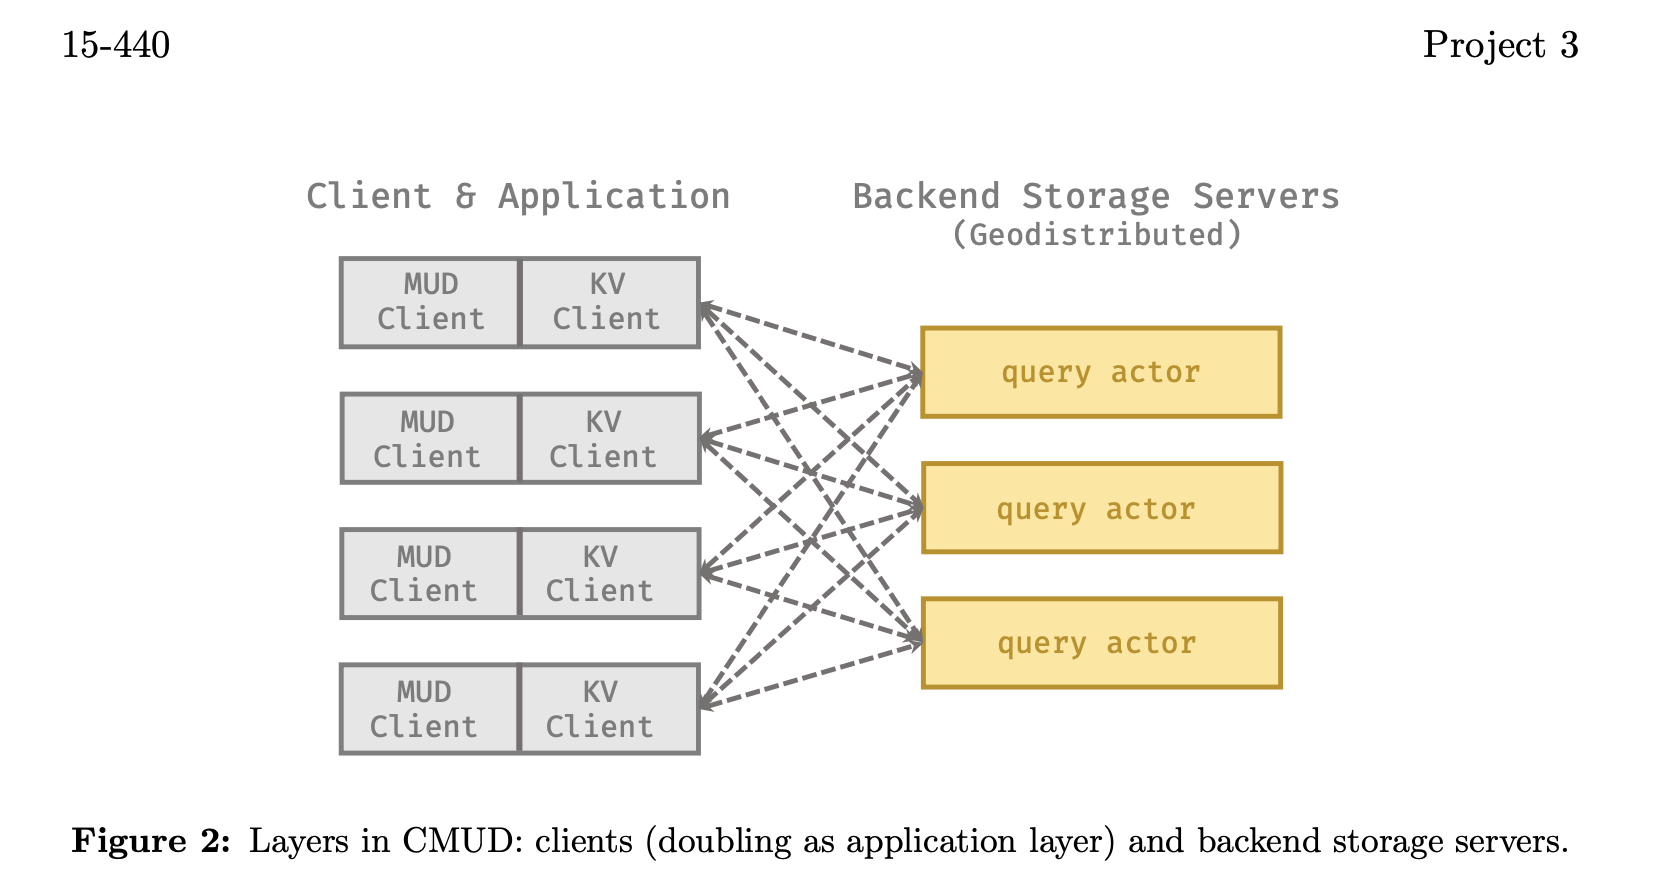 15-440
Project 3
Client & Application
Backend Storage Servers
(Geodistributed)
MUD
Client
KV
Client
query actor
MUD
Client
KV
Client
query actor
MUD
Client
KV
Client
query actor
MUD
Client
KV
Client
Figure 2: Layers in CMUD: clients (doubling as application layer) and backend storage servers.